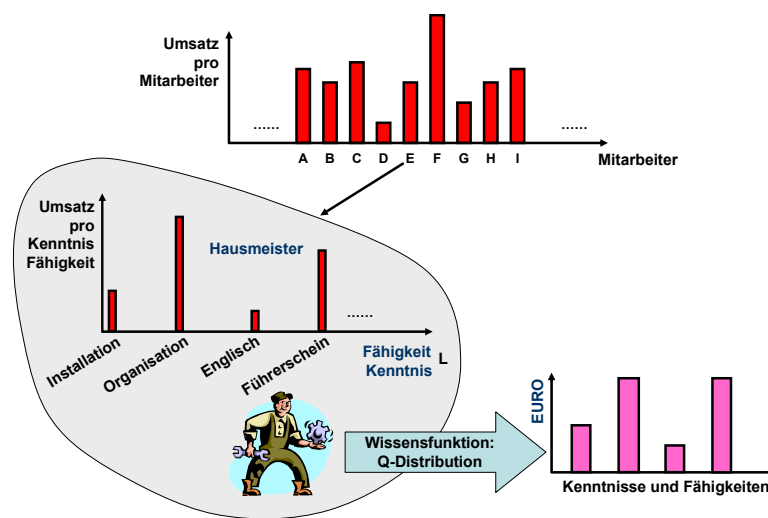 Umsatz
pro
Mitarbeiter
......
......
A B C D E F G H I
Mitarbeiter
Umsatz
pro
Kenntnis
Fähigkeit
Hausmeister
......
Installation
Organisation
Englisch
Führerschein
Fähigkeit L
Kenntnis
Wissensfunktion:
Q-Distribution
EURO
Kenntnisse und Fähigkeiten